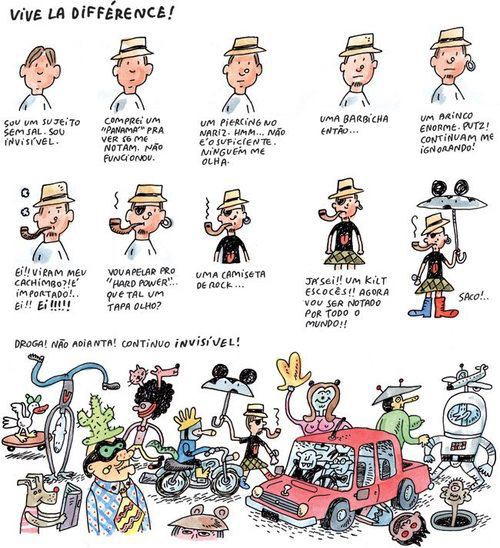 VIVE LA DIFFÉRENCE!
SOU UM SUJEITO
SEM SAL. SOU
INVISÍVEL.
COMPREI UM
"PANAMA" PRA
VER SE ME
NOTAM. NÃO
FUNCIONOU.
UM PIERCING NO
NARIZ. HMM... NÃO
É O SUFICIENTE.
NINGUÉM ME
OLHA.
UMA BARBICHA
ENTÃO...
UM BRINCO
ENORME. PUTZ!
CONTINUAM ME
IGNORANDO!
EI!! VIRAM MEU
CACHIMBO?! É
IMPORTADO!..
EI!! EI!!!!!
VOU APELAR PRO
"HARD POWER"...
QUE TAL UM
TAPA OLHO?
UMA CAMISETA
DE ROCK...
JÁ SEI!! UM KILT
ESCOCÊS!! AGORA
VOU SER NOTADO
POR TODO O
MUNDO!!
SACO!..
DROGA! NÃO ADIANTA! CONTINUO INVISÍVEL!